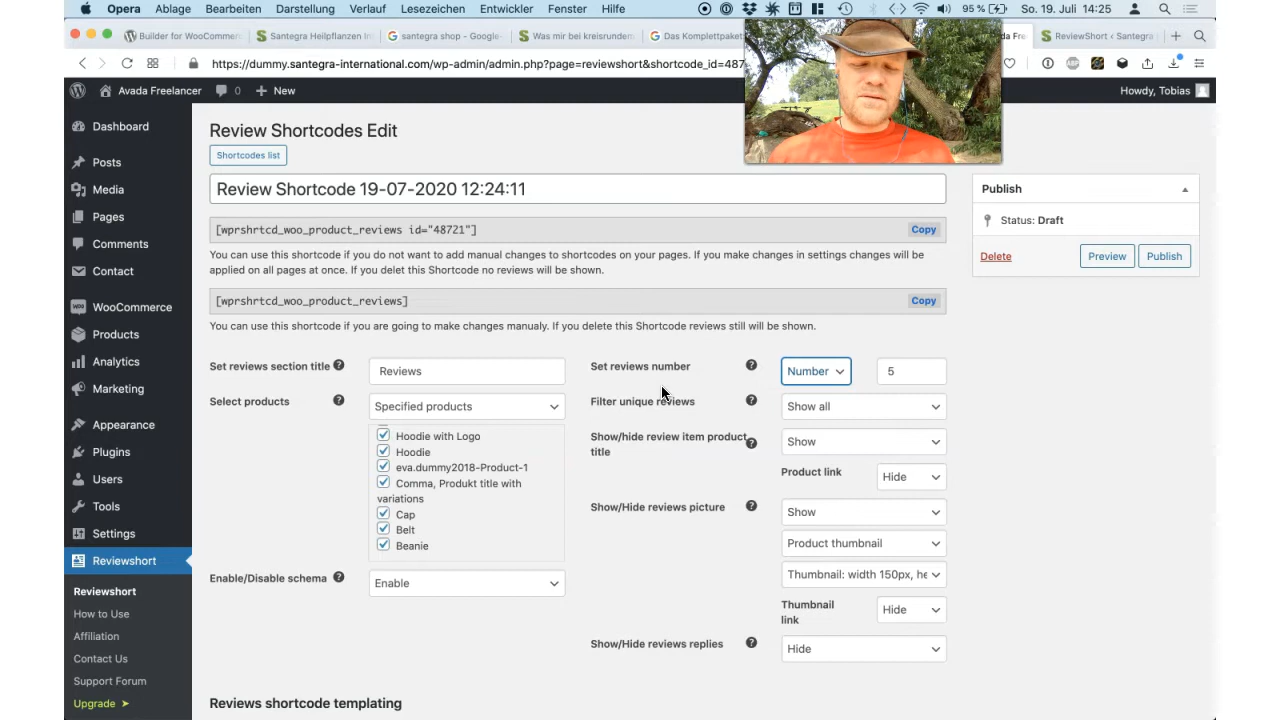 Opera Ablage Bearbeiten Darstellung Verlauf Lesezeichen Entwickler Fenster Hilfe 95 % So. 19. Juli 14:25
Builder for WooCommerc Santegra Heilpflanzen In santegra shop - Google- Was mir bei kreisrunden Das Komplettpaket da Fre ReviewShort < Santegra
https://dummy.santegra-international.com/wp-admin/admin.php?page=reviewshort&shortcode_id=487
Avada Freelancer 0 New Howdy, Tobias
Dashboard
Posts
Media
Pages
Comments
Contact
WooCommerce
Products
Analytics
Marketing
Appearance
Plugins
Users
Tools
Settings
Reviewshort
Reviewshort
How to Use
Affiliation
Contact Us
Support Forum
Upgrade ➤
Review Shortcodes Edit
Shortcodes list
Review Shortcode 19-07-2020 12:24:11
[wprshrtcd_woo_product_reviews id="48721"] Copy
You can use this shortcode if you do not want to add manual changes to shortcodes on your pages. If you make changes in settings changes will be
applied on all pages at once. If you delet this Shortcode no reviews will be shown.
[wprshrtcd_woo_product_reviews] Copy
You can use this shortcode if you are going to make changes manualy. If you delete this Shortcode reviews still will be shown.
Set reviews section title Reviews
Select products Specified products
Hoodie with Logo
Hoodie
eva.dummy2018-Product-1
Comma, Produkt title with
variations
Cap
Belt
Beanie
Enable/Disable schema Enable
Set reviews number Number 5
Filter unique reviews Show all
Show/hide review item product
title
Show
Product link Hide
Show/Hide reviews picture Show
Product thumbnail
Thumbnail: width 150px, he
Thumbnail
link
Hide
Show/Hide reviews replies Hide
Reviews shortcode templating
Publish
Status: Draft
Delete Preview Publish